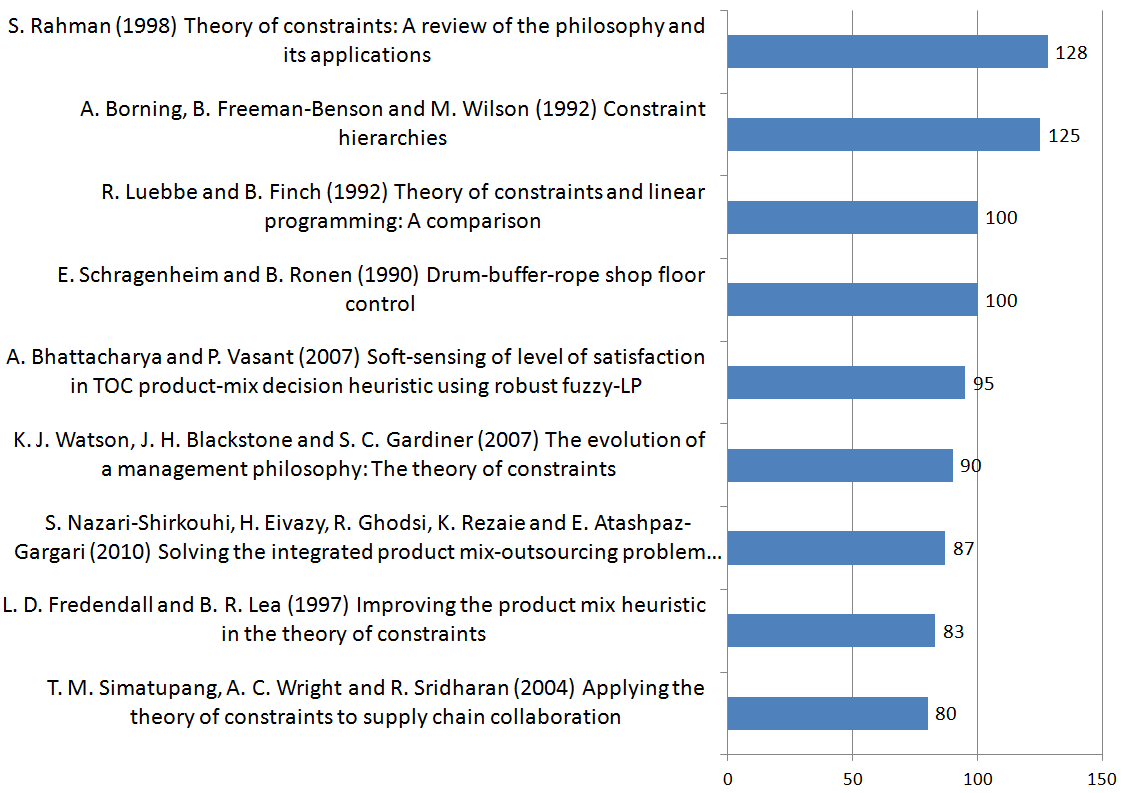 S. Rahman (1998) Theory of constraints: A review of the philosophy and
its applications
128
A. Borning, B. Freeman-Benson and M. Wilson (1992) Constraint
hierarchies
125
R. Luebbe and B. Finch (1992) Theory of constraints and linear
programming: A comparison
100
E. Schragenheim and B. Ronen (1990) Drum-buffer-rope shop floor
control
100
A. Bhattacharya and P. Vasant (2007) Soft-sensing of level of satisfaction
in TOC product-mix decision heuristic using robust fuzzy-LP
95
K. J. Watson, J. H. Blackstone and S. C. Gardiner (2007) The evolution of
a management philosophy: The theory of constraints
90
S. Nazari-Shirkouhi, H. Eivazy, R. Ghodsi, K. Rezaie and E. Atashpaz-
Gargari (2010) Solving the integrated product mix-outsourcing problem...
87
L. D. Fredendall and B. R. Lea (1997) Improving the product mix heuristic
in the theory of constraints
83
T. M. Simatupang, A. C. Wright and R. Sridharan (2004) Applying the
theory of constraints to supply chain collaboration
80
0 50 100 150